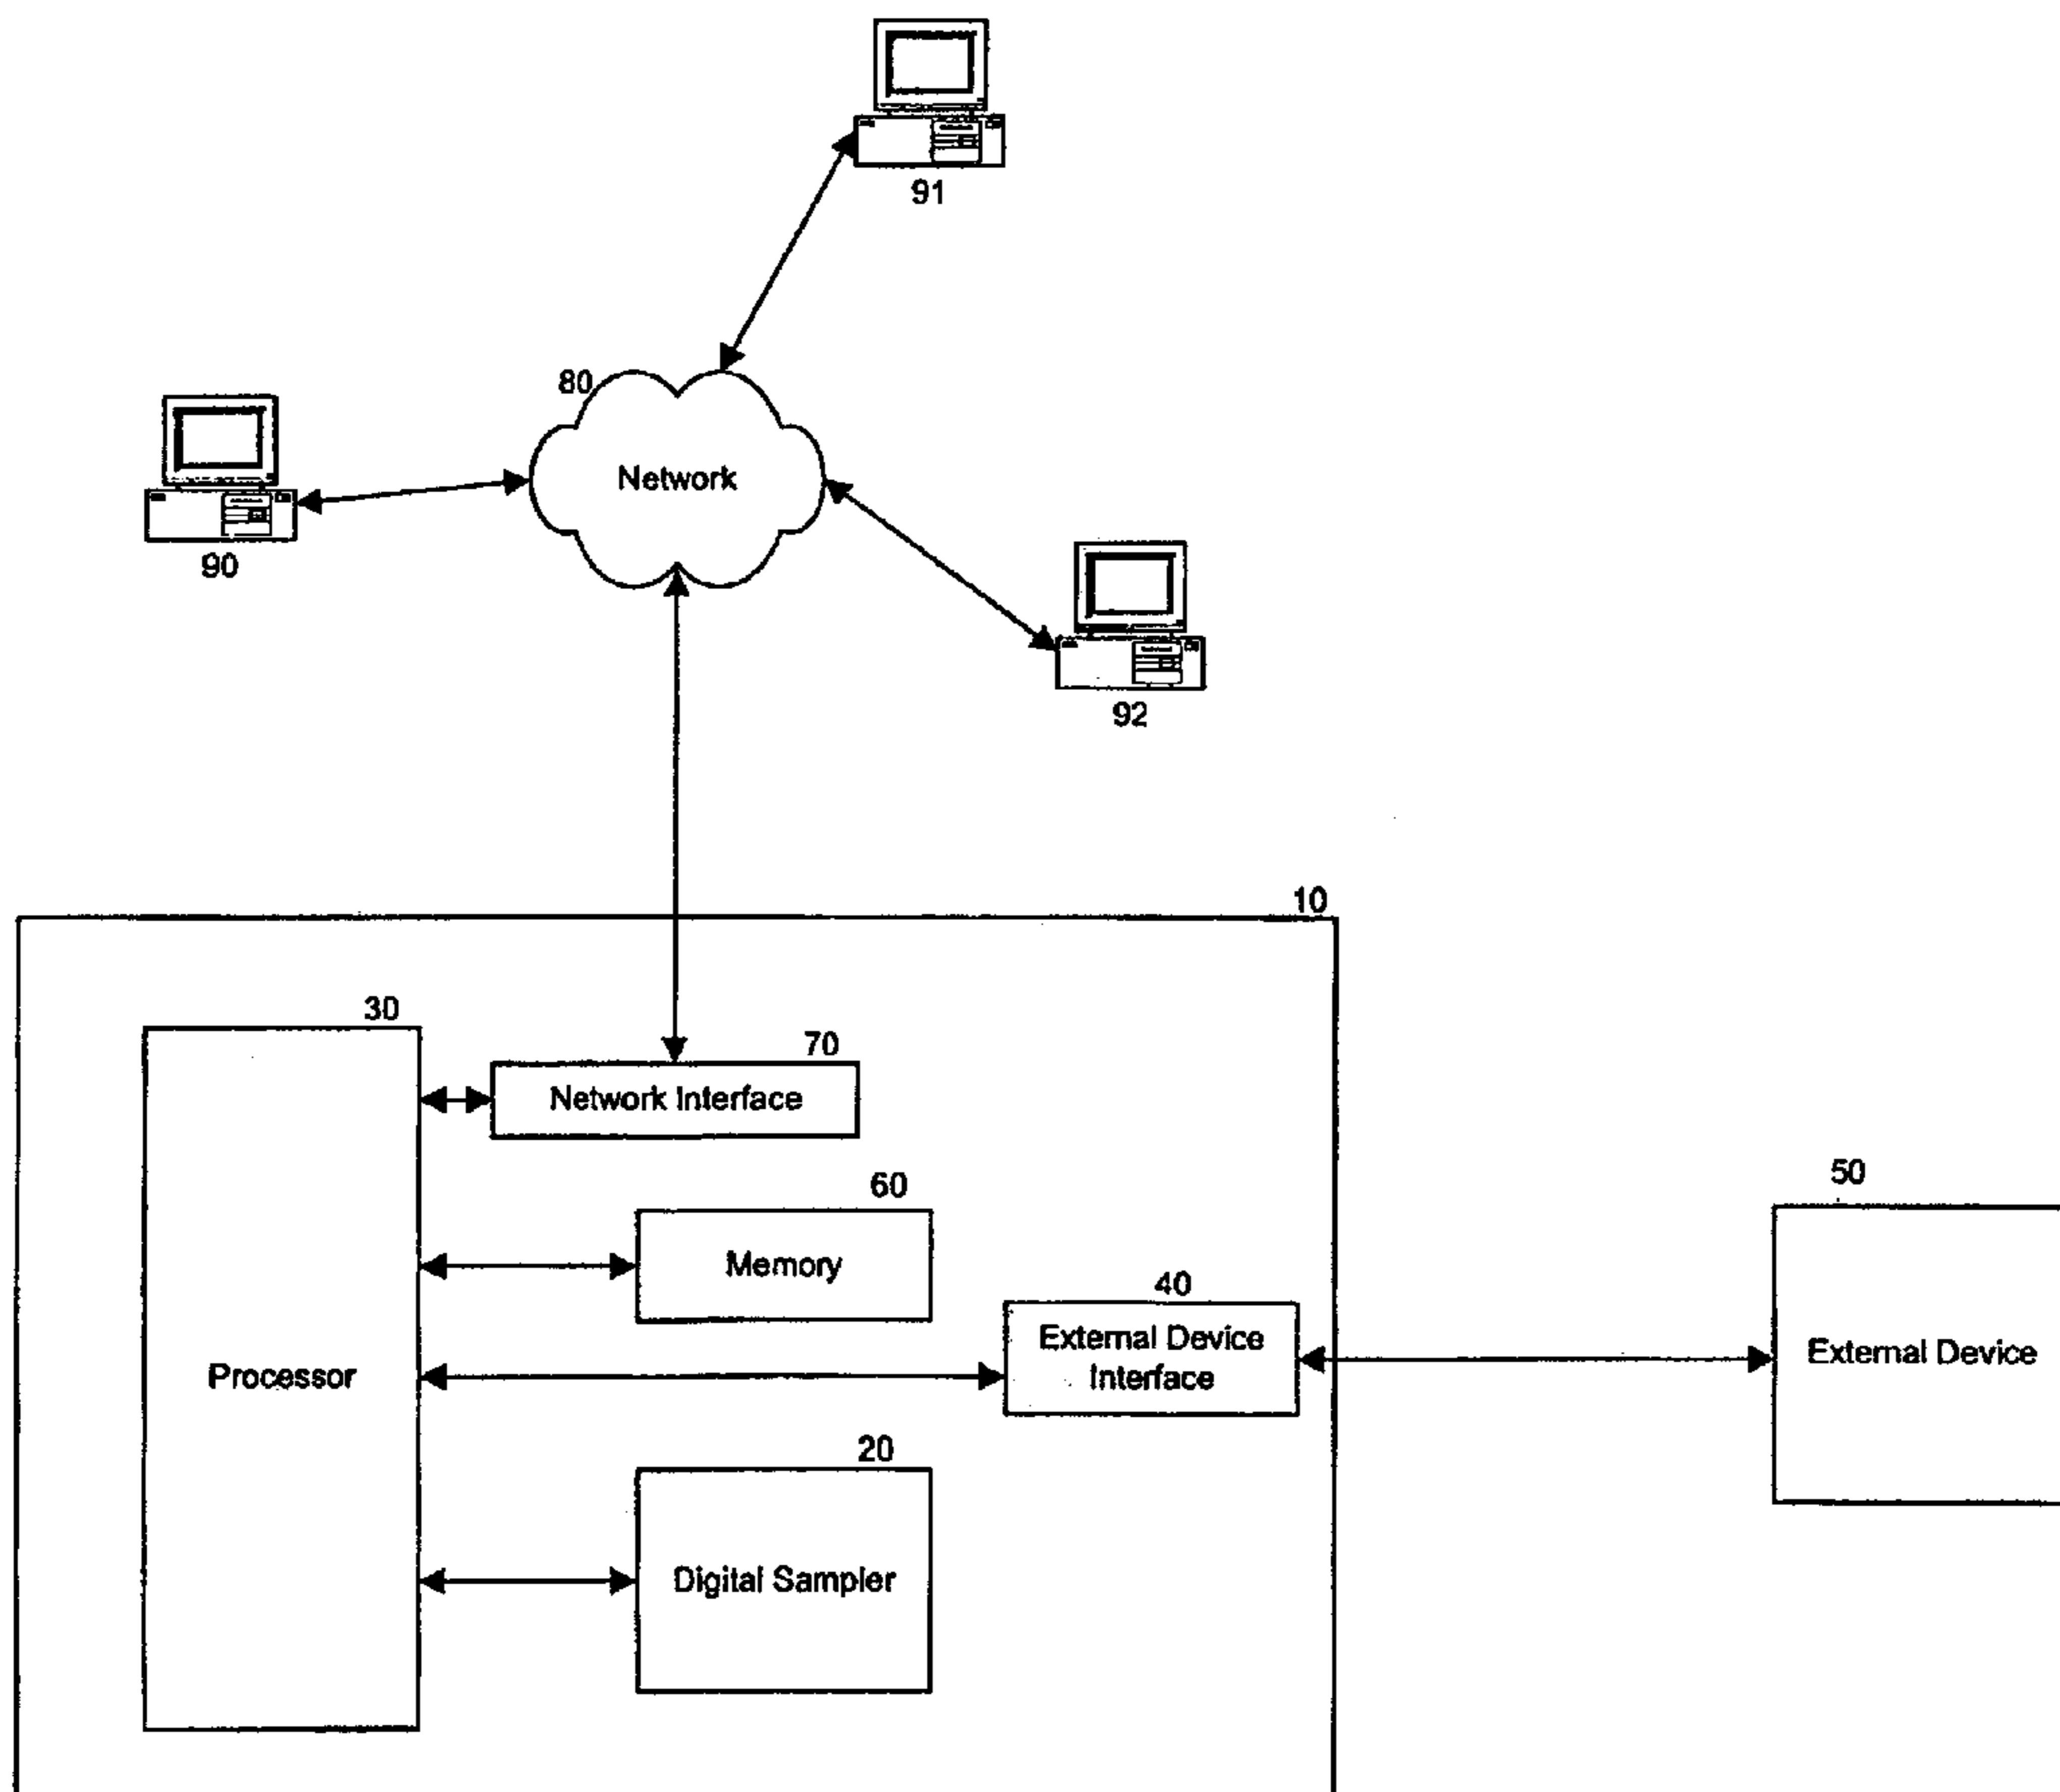 91
80
Network
90
92
10
30
70
Network Interface
60
50
Memory
40
External Device
Interface
External Device
Processor
20
Digital Sampler